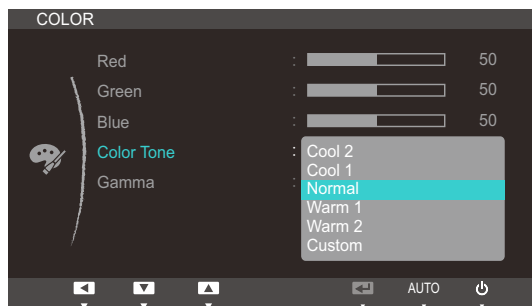 COLOR
Red : 50
Green : 50
Blue : 50
Color Tone : Cool 2
Cool 1
Gamma : Normal
Warm 1
Warm 2
Custom
AUTO